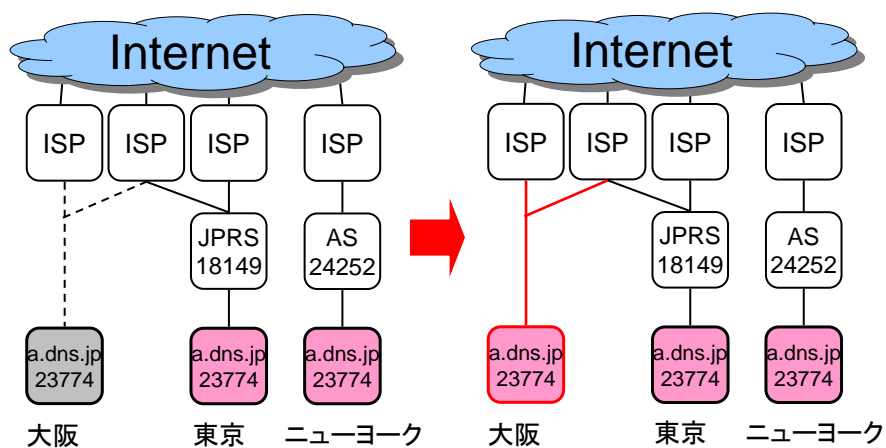 Internet
ISP
ISP
ISP
ISP
JPRS
18149
AS
24252
a.dns.jp
23774
a.dns.jp
23774
a.dns.jp
23774
大阪
東京
ニューヨーク
Internet
ISP
ISP
ISP
ISP
JPRS
18149
AS
24252
a.dns.jp
23774
a.dns.jp
23774
a.dns.jp
23774
大阪
東京
ニューヨーク